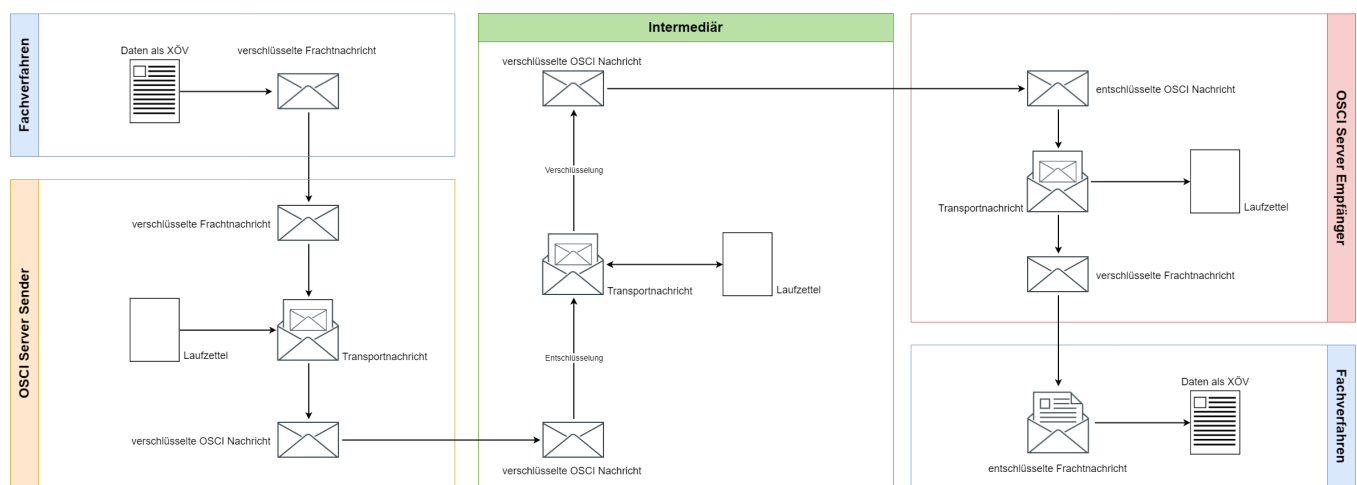 Fachverfahren
Daten als XÖV
verschlüsselte Frachtnachricht
OSCI Server Sender
verschlüsselte Frachtnachricht
Laufzettel
Transportnachricht
verschlüsselte OSCI Nachricht
Intermediär
verschlüsselte OSCI Nachricht
Verschlüsselung
Transportnachricht
Laufzettel
Entschlüsselung
verschlüsselte OSCI Nachricht
OSCI Server Empfänger
entschlüsselte OSCI Nachricht
Transportnachricht
Laufzettel
verschlüsselte Frachtnachricht
Fachverfahren
Daten als XÖV
entschlüsselte Frachtnachricht